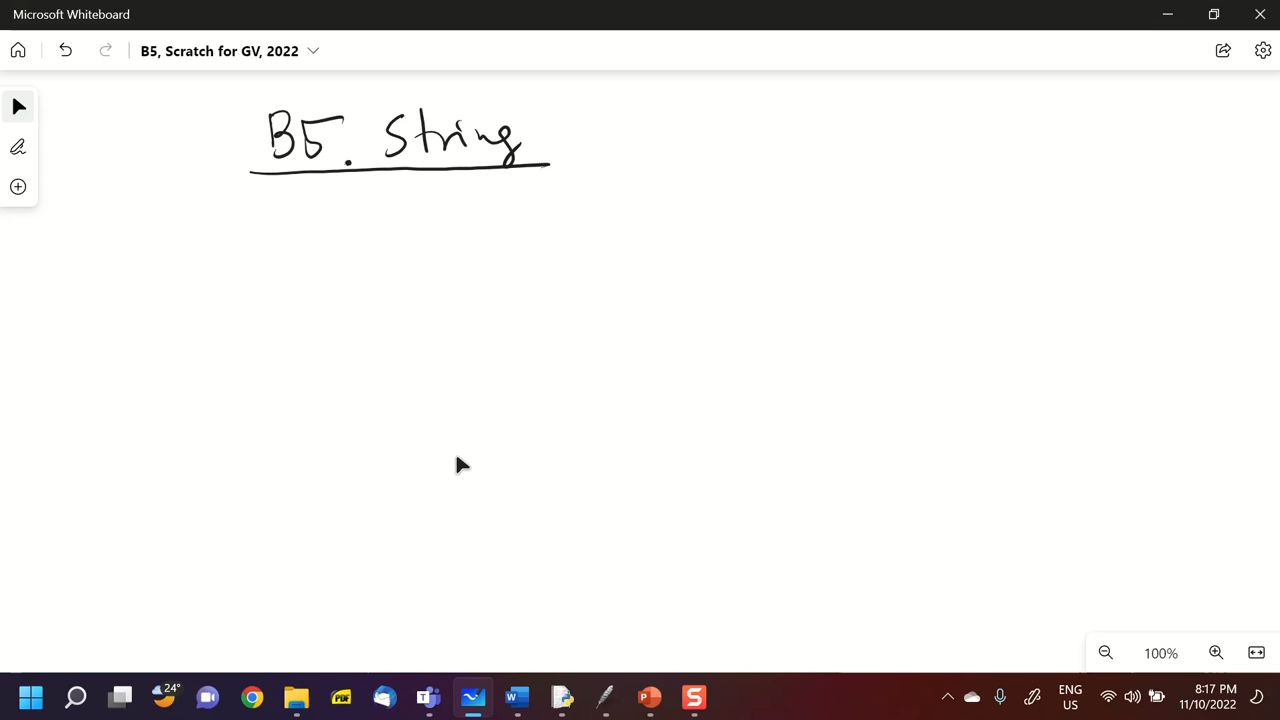 Microsoft Whiteboard
B5, Scratch for GV, 2022
B5. String
100%
24°
PDF
ENG
US
8:17 PM
11/10/2022